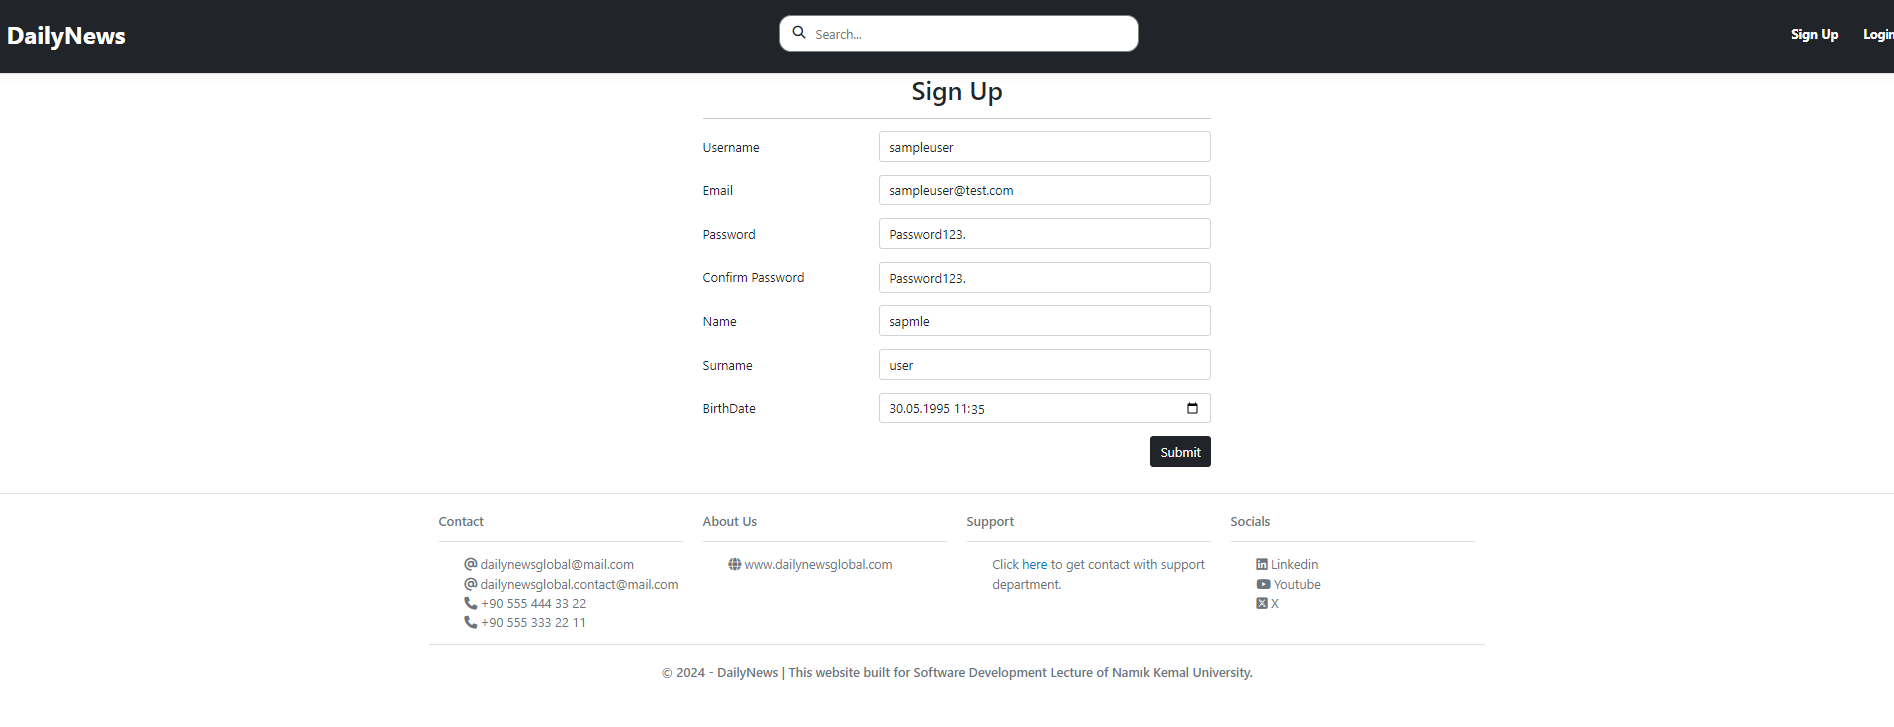 DailyNews
Search...
Sign Up
Login
Sign Up
Username
sampleuser
Email
sampleuser@test.com
Password
Password123.
Confirm Password
Password123.
Name
sapmle
Surname
user
BirthDate
30.05.1995 11:35
Submit
Contact
dailynewsglobal@mail.com
dailynewsglobal.contact@mail.com
+90 555 444 33 22
+90 555 333 22 11
About Us
www.dailynewsglobal.com
Support
Click here to get contact with support
department.
Socials
Linkedin
Youtube
X
© 2024 - DailyNews | This website built for Software Development Lecture of Namık Kemal University.